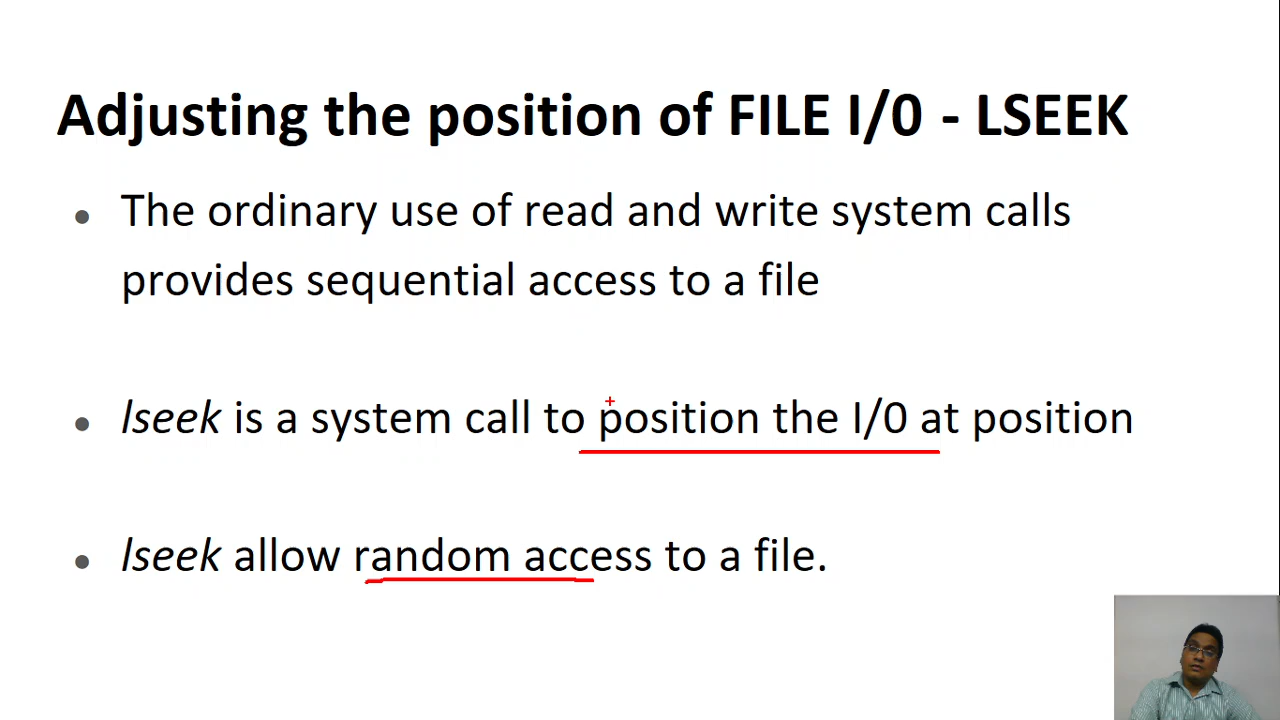 Adjusting the position of FILE I/0 - LSEEK
The ordinary use of read and write system calls
provides sequential access to a file
lseek is a system call to position the I/0 at position
lseek allow random access to a file.